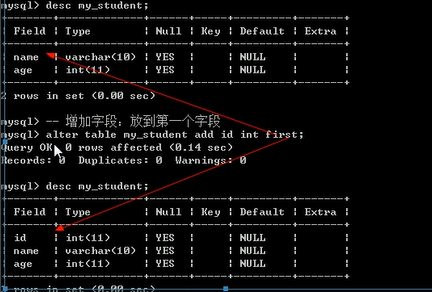 mysql> desc my_student;
+-------+-------------+------+-----+---------+-------+
| Field | Type | Null | Key | Default | Extra |
+-------+-------------+------+-----+---------+-------+
| name | varchar(10) | YES | | NULL | |
| age | int(11) | YES | | NULL | |
+-------+-------------+------+-----+---------+-------+
2 rows in set (0.00 sec)
mysql> -- 增加字段：放到第一个字段
mysql> alter table my_student add id int first;
Query OK, 0 rows affected (0.14 sec)
Records: 0 Duplicates: 0 Warnings: 0
mysql> desc my_student;
+-------+-------------+------+-----+---------+-------+
| Field | Type | Null | Key | Default | Extra |
+-------+-------------+------+-----+---------+-------+
| id | int(11) | YES | | NULL | |
| name | varchar(10) | YES | | NULL | |
| age | int(11) | YES | | NULL | |
+-------+-------------+------+-----+---------+-------+
rows in set (0.00 sec)